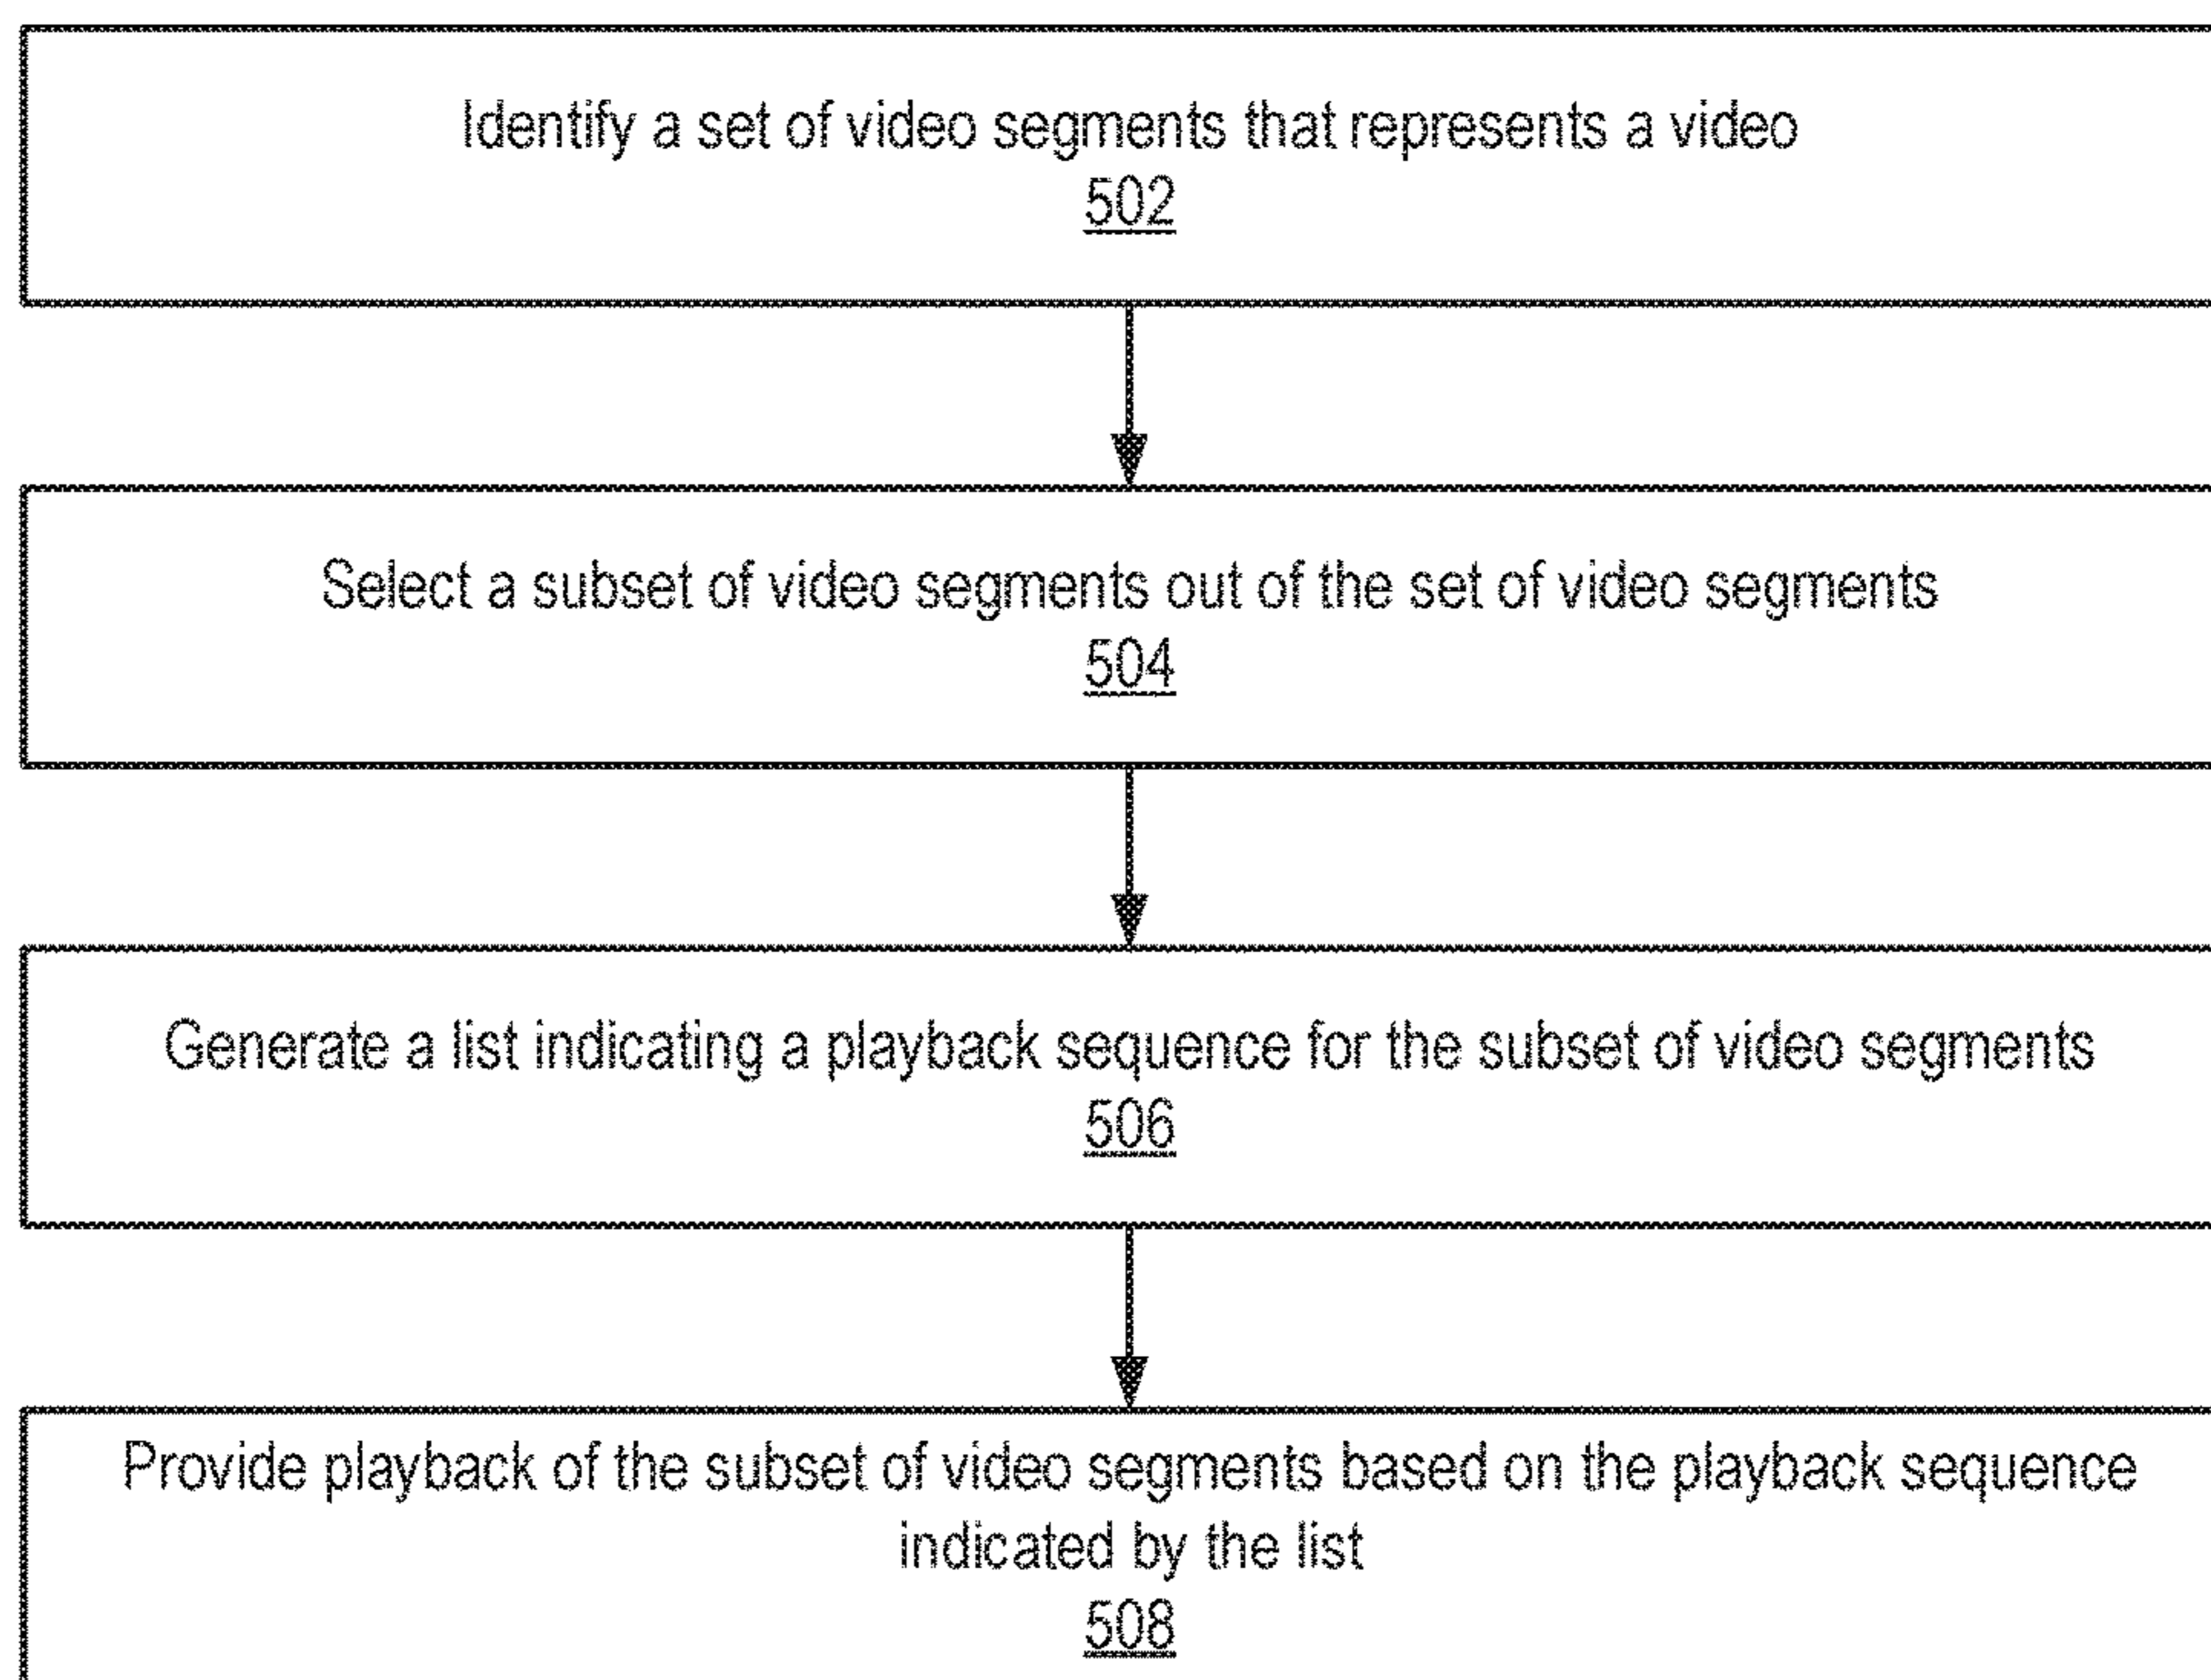 Identify a set of video segments that represents a video
502
Select a subset of video segments out of the set of video segments
504
Generate a list indicating a playback sequence for the subset of video segments
506
Provide playback of the subset of video segments based on the playback sequence
indicated by the list
508